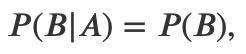 P(B|A) = P(B),